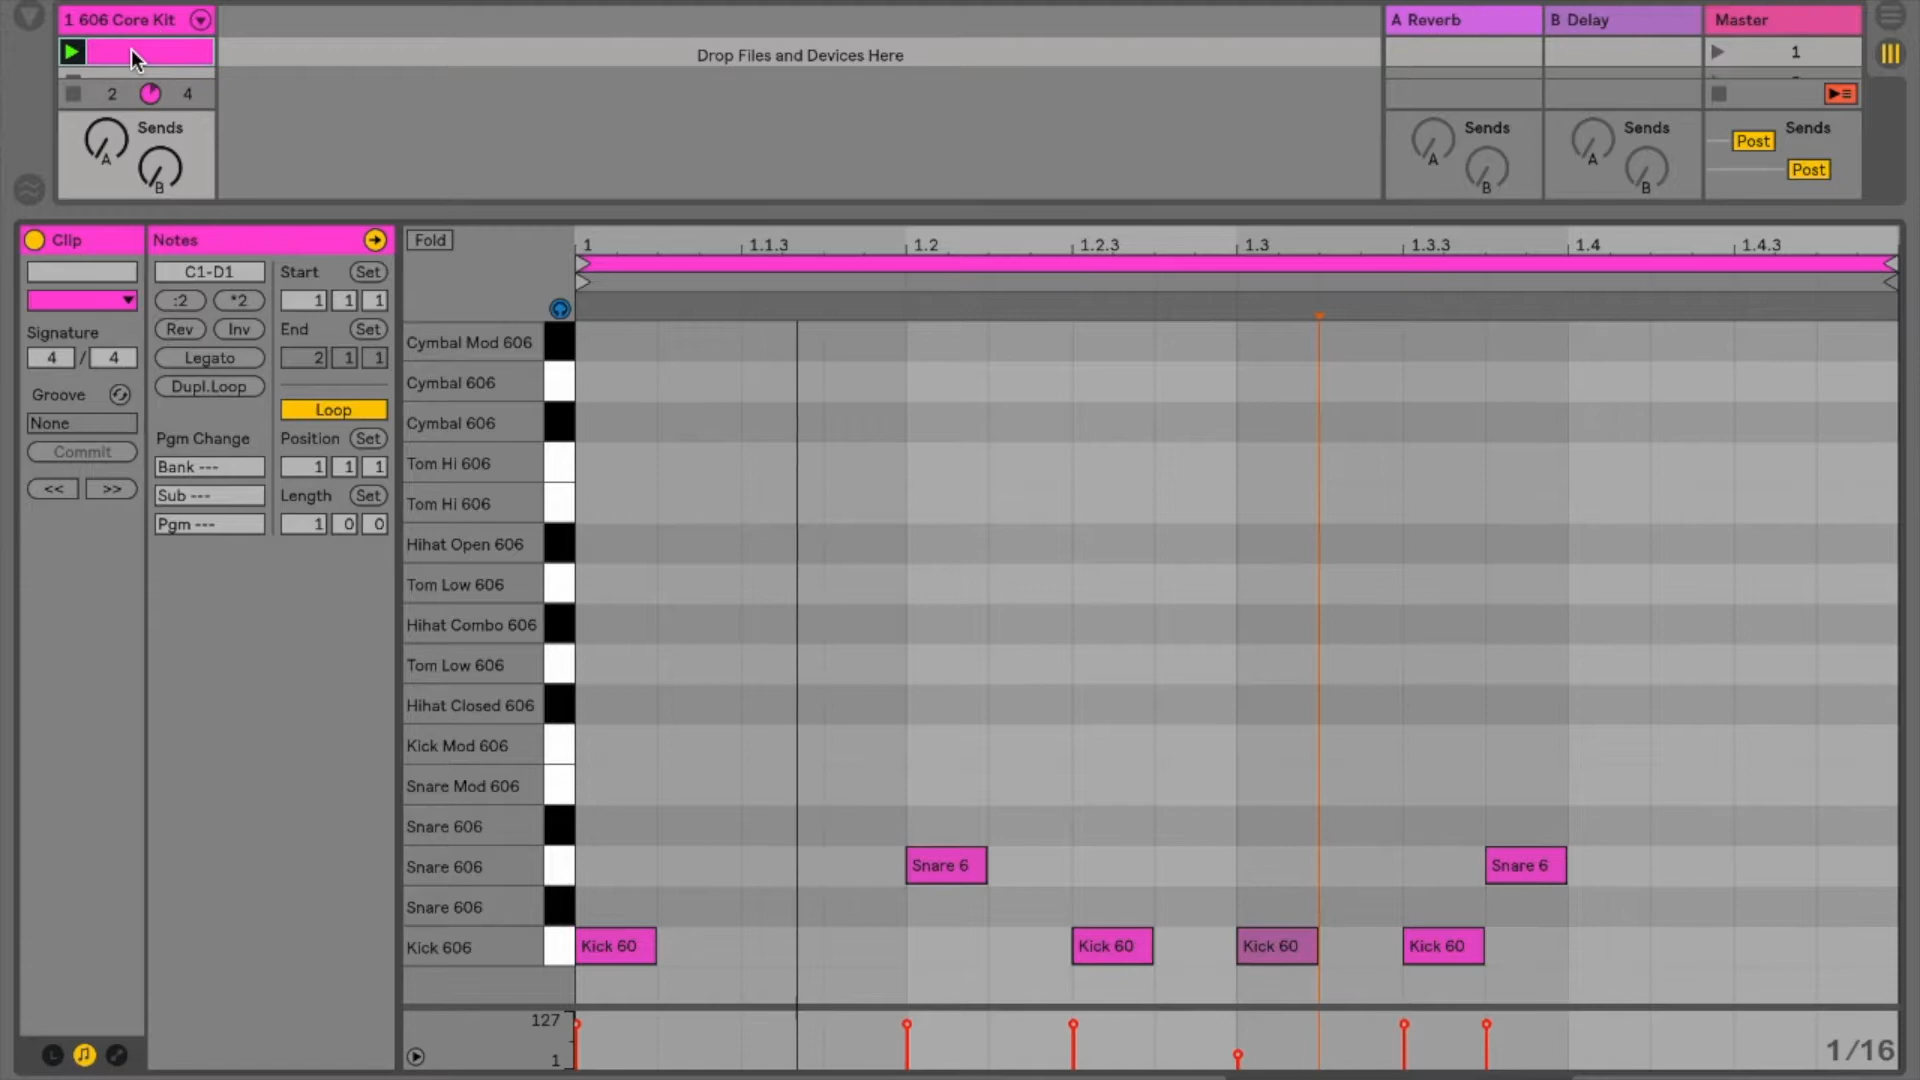 1 606 Core Kit
A Reverb
B Delay
Master
Drop Files and Devices Here
1
2
4
Sends
A
B
Sends
A
B
Sends
A
B
Sends
Post
Post
Clip
Notes
Fold
1
1.1.3
1.2
1.2.3
1.3
1.3.3
1.4
1.4.3
C1-D1
Start
Set
:2
*2
1
1
1
Signature
Rev
Inv
End
Set
4 / 4
Legato
2
1
1
Dupl.Loop
Groove
Loop
None
Pgm Change
Position
Set
Commit
Bank ---
1
1
1
<<
>>
Sub ---
Length
Set
Pgm ---
1
0
0
Cymbal Mod 606
Cymbal 606
Cymbal 606
Tom Hi 606
Tom Hi 606
Hihat Open 606
Tom Low 606
Hihat Combo 606
Tom Low 606
Hihat Closed 606
Kick Mod 606
Snare Mod 606
Snare 606
Snare 606
Snare 6
Snare 6
Snare 606
Kick 606
Kick 60
Kick 60
Kick 60
Kick 60
127
1
1/16
L